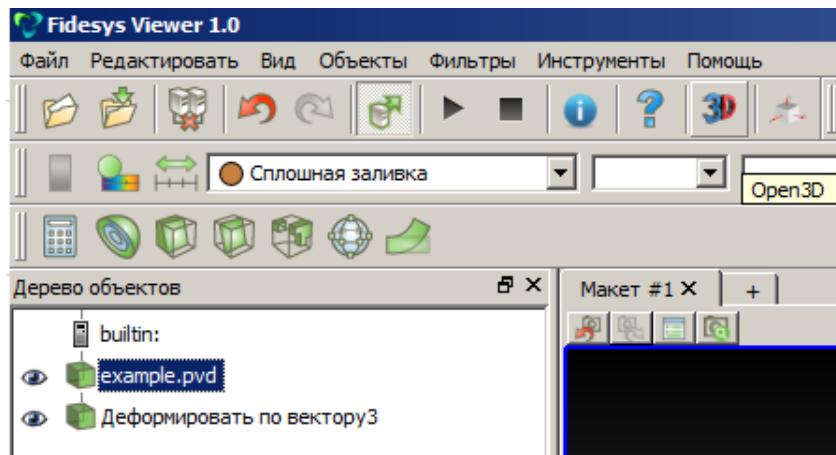 Fidesys Viewer 1.0
Файл Редактировать Вид Объекты Фильтры Инструменты Помощь
3D
Сплошная заливка
Open3D
Дерево объектов
Макет #1 X +
builtin:
example.pvd
Деформировать по вектору3